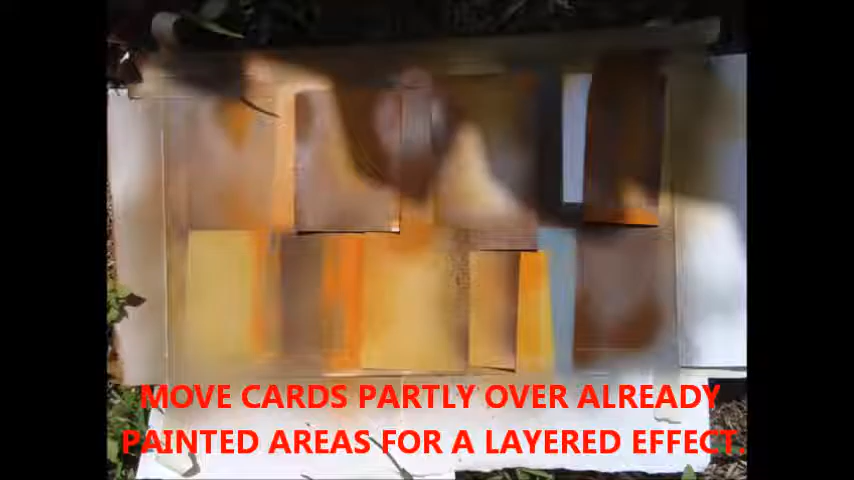 MOVE CARDS PARTLY OVER ALREADY
PAINTED AREAS FOR A LAYERED EFFECT.